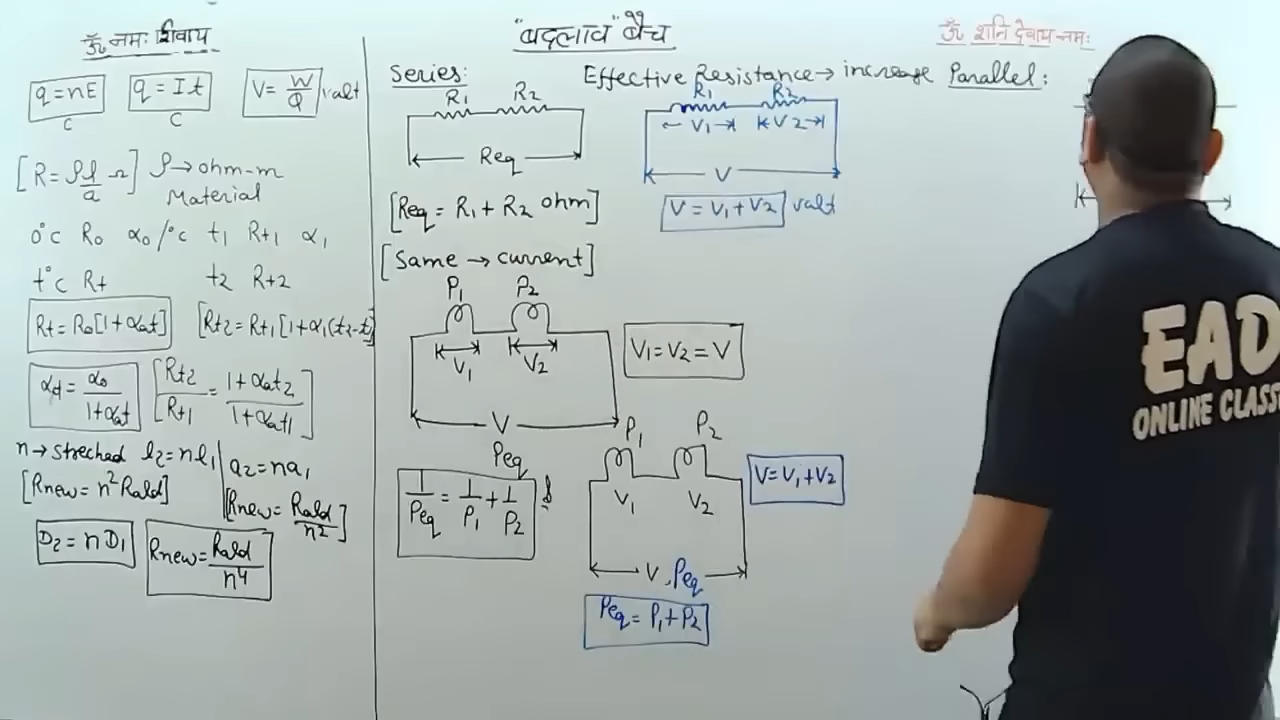 ॐ नमः शिवाय
"बदलाव" बैच
ॐ शनि देवाय नमः
q=nE
C
q=It
C
V=W/Q valt
[R=ρl/a Ω] ρ→ohm-m
Material
0°c R0 α0/°c t1 Rt1 α1
t°c Rt t2 Rt2
Rt=R0[1+α0t] [Rt2=Rt1[1+α1(t2-t1
αt=α0/1+α0t [Rt2/Rt1=1+α0t2/1+α0t1]
n→streched l2=nl1 a2=na1
[Rnew=n²Rald] [Rnew=Rald/n²]
D2=nD1 Rnew=Rald/n⁴
Series: Effective Resistance→increase
R1 R2
Req
[Req=R1+R2 ohm]
[Same→current]
R1 R2
V1 V2
V
V=V1+V2 valt
P1 P2
V1 V2
V
Peq
V1=V2=V
1/Peq=1/P1+1/P2
P1 P2
V1 V2
V, Peq
V=V1+V2
Peq=P1+P2
Parallel:
EAD
ONLINE CLASS